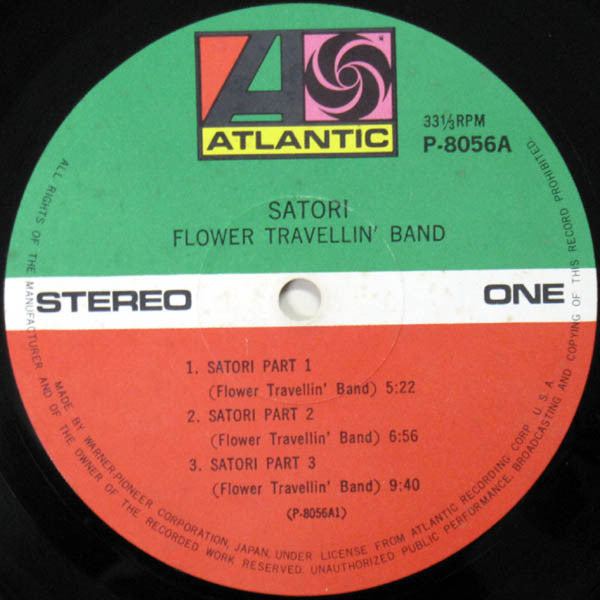 ATLANTIC
33⅓RPM
P-8056A
SATORI
FLOWER TRAVELLIN' BAND
STEREO
ONE
1. SATORI PART 1
(Flower Travellin' Band) 5:22
2. SATORI PART 2
(Flower Travellin' Band) 6:56
3. SATORI PART 3
(Flower Travellin' Band) 9:40
(P-8056A1)
MADE BY WARNER-PIONEER CORPORATION, JAPAN, UNDER LICENSE FROM ATLANTIC RECORDING CORP. U.S.A.
ALL RIGHTS OF THE MANUFACTURER AND OF THE OWNER OF THE RECORDED WORK RESERVED. UNAUTHORIZED PUBLIC PERFORMANCE, BROADCASTING AND COPYING OF THIS RECORD PROHIBITED.